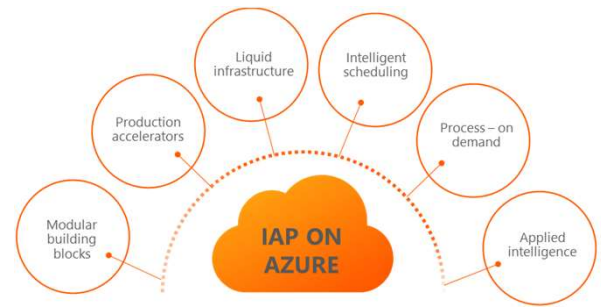 Modular
building
blocks
Production
accelerators
Liquid
infrastructure
Intelligent
scheduling
Process – on
demand
Applied
intelligence
IAP ON
AZURE